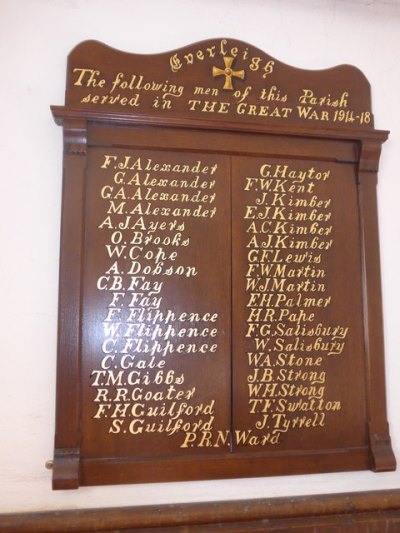 Everleigh
The following men of this Parish
served in THE GREAT WAR 1914-18
F.J.Alexander
G.Alexander
G.A.Alexander
M.Alexander
A.J.Ayers
O.Brooks
W.Cope
A.Dobson
C.B.Fay
F.Fay
F.Flippence
W.Flippence
C.Flippence
C.Gale
T.M.Gibbs
R.R.Goater
F.H.Guilford
S.Guilford
G.Haytor
F.W.Kent
J.Kimber
E.J.Kimber
A.C.Kimber
A.J.Kimber
G.F.Lewis
F.W.Martin
W.J.Martin
E.H.Palmer
H.R.Pape
F.G.Salisbury
W.Salisbury
W.A.Stone
J.B.Strong
W.H.Strong
T.F.Swatton
J.Tyrrell
P.R.N.Ward